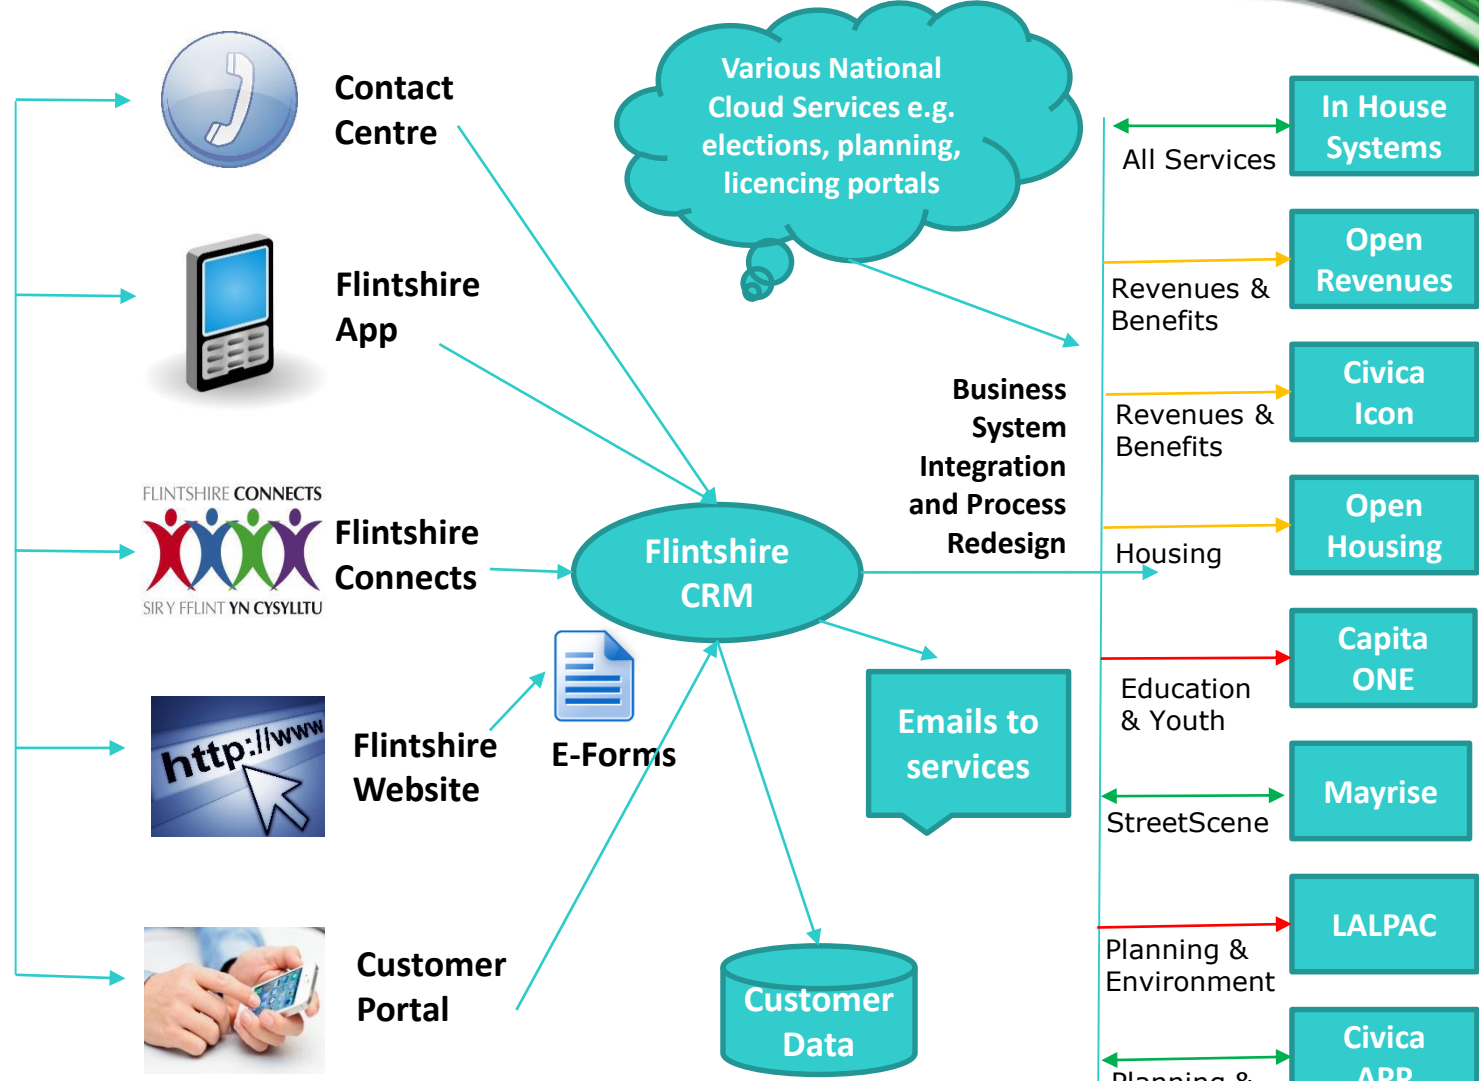 Contact
Centre
Flintshire
App
FLINTSHIRE CONNECTS
SIR Y FFLINT YN CYSYLLTU
Flintshire
Connects
http://www
Flintshire
Website
E-Forms
Customer
Portal
Various National
Cloud Services e.g.
elections, planning,
licencing portals
Business
System
Integration
and Process
Redesign
Flintshire
CRM
Emails to
services
Customer
Data
All Services
In House
Systems
Revenues &
Benefits
Open
Revenues
Revenues &
Benefits
Civica
Icon
Housing
Open
Housing
Education
& Youth
Capita
ONE
StreetScene
Mayrise
Planning &
Environment
LALPAC
Planning &
Civica
APP